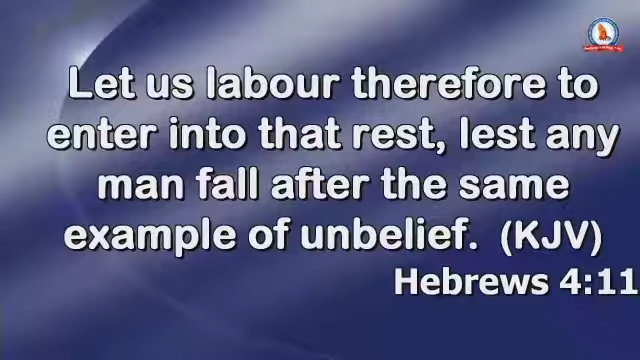 Let us labour therefore to
enter into that rest, lest any
man fall after the same
example of unbelief. (KJV)
Hebrews 4:11